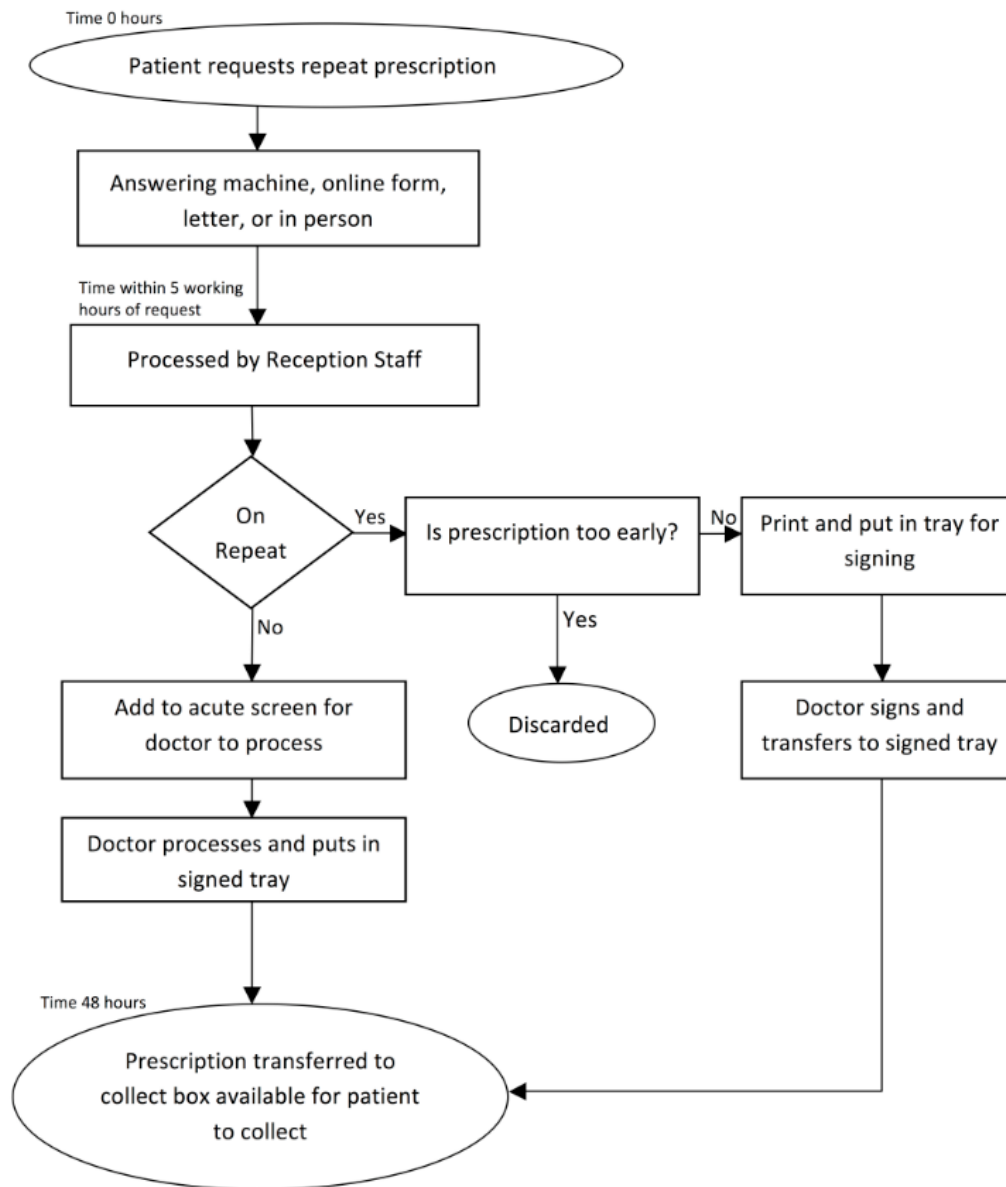 Time 0 hours
Patient requests repeat prescription
Answering machine, online form,
letter, or in person
Time within 5 working
hours of request
Processed by Reception Staff
On
Repeat
Yes
Is prescription too early?
No
Print and put in tray for
signing
No
Yes
Add to acute screen for
doctor to process
Discarded
Doctor signs and
transfers to signed tray
Doctor processes and puts in
signed tray
Time 48 hours
Prescription transferred to
collect box available for patient
to collect